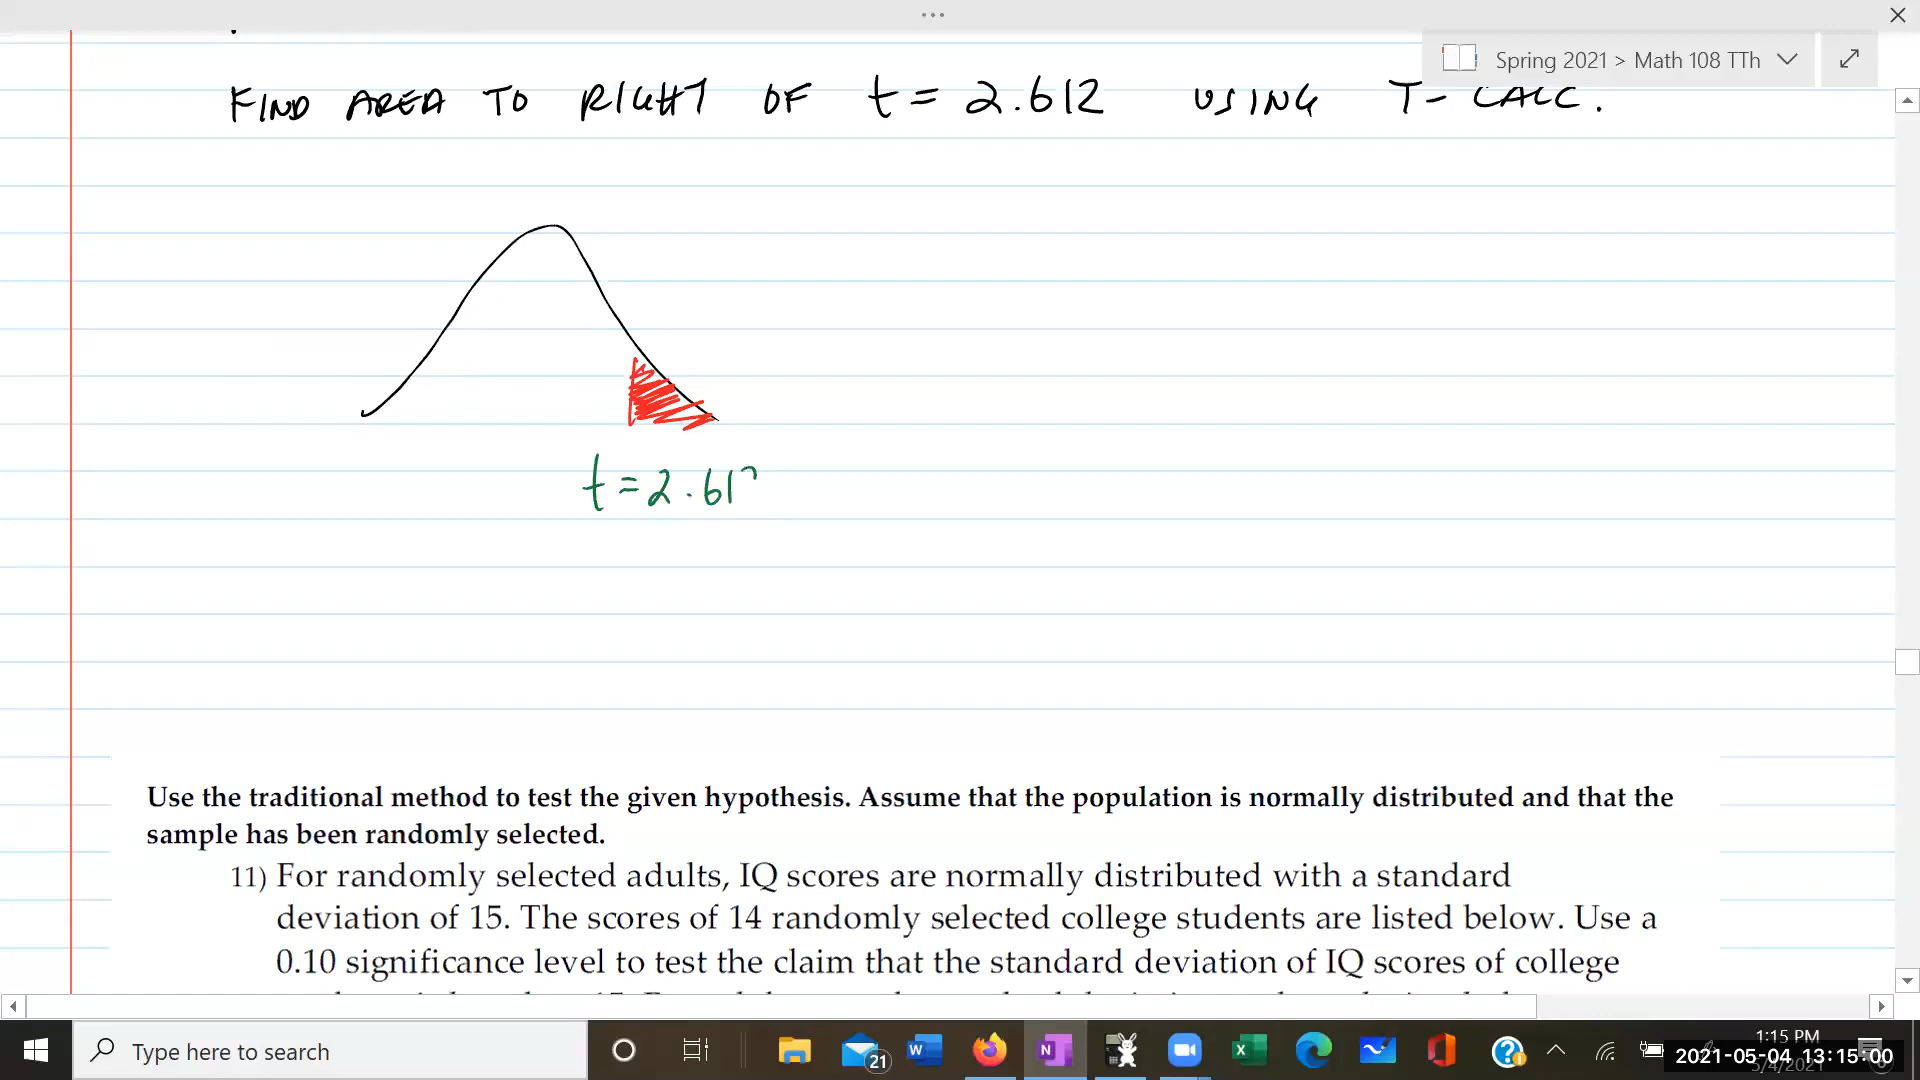 Spring 2021 > Math 108 TTh
FIND AREA TO RIGHT OF t = 2.612 USING T- CALC.
t = 2.61
Use the traditional method to test the given hypothesis. Assume that the population is normally distributed and that the
sample has been randomly selected.
11) For randomly selected adults, IQ scores are normally distributed with a standard
deviation of 15. The scores of 14 randomly selected college students are listed below. Use a
0.10 significance level to test the claim that the standard deviation of IQ scores of college
Type here to search
21
1:15 PM
2021-05-04 13:15:00